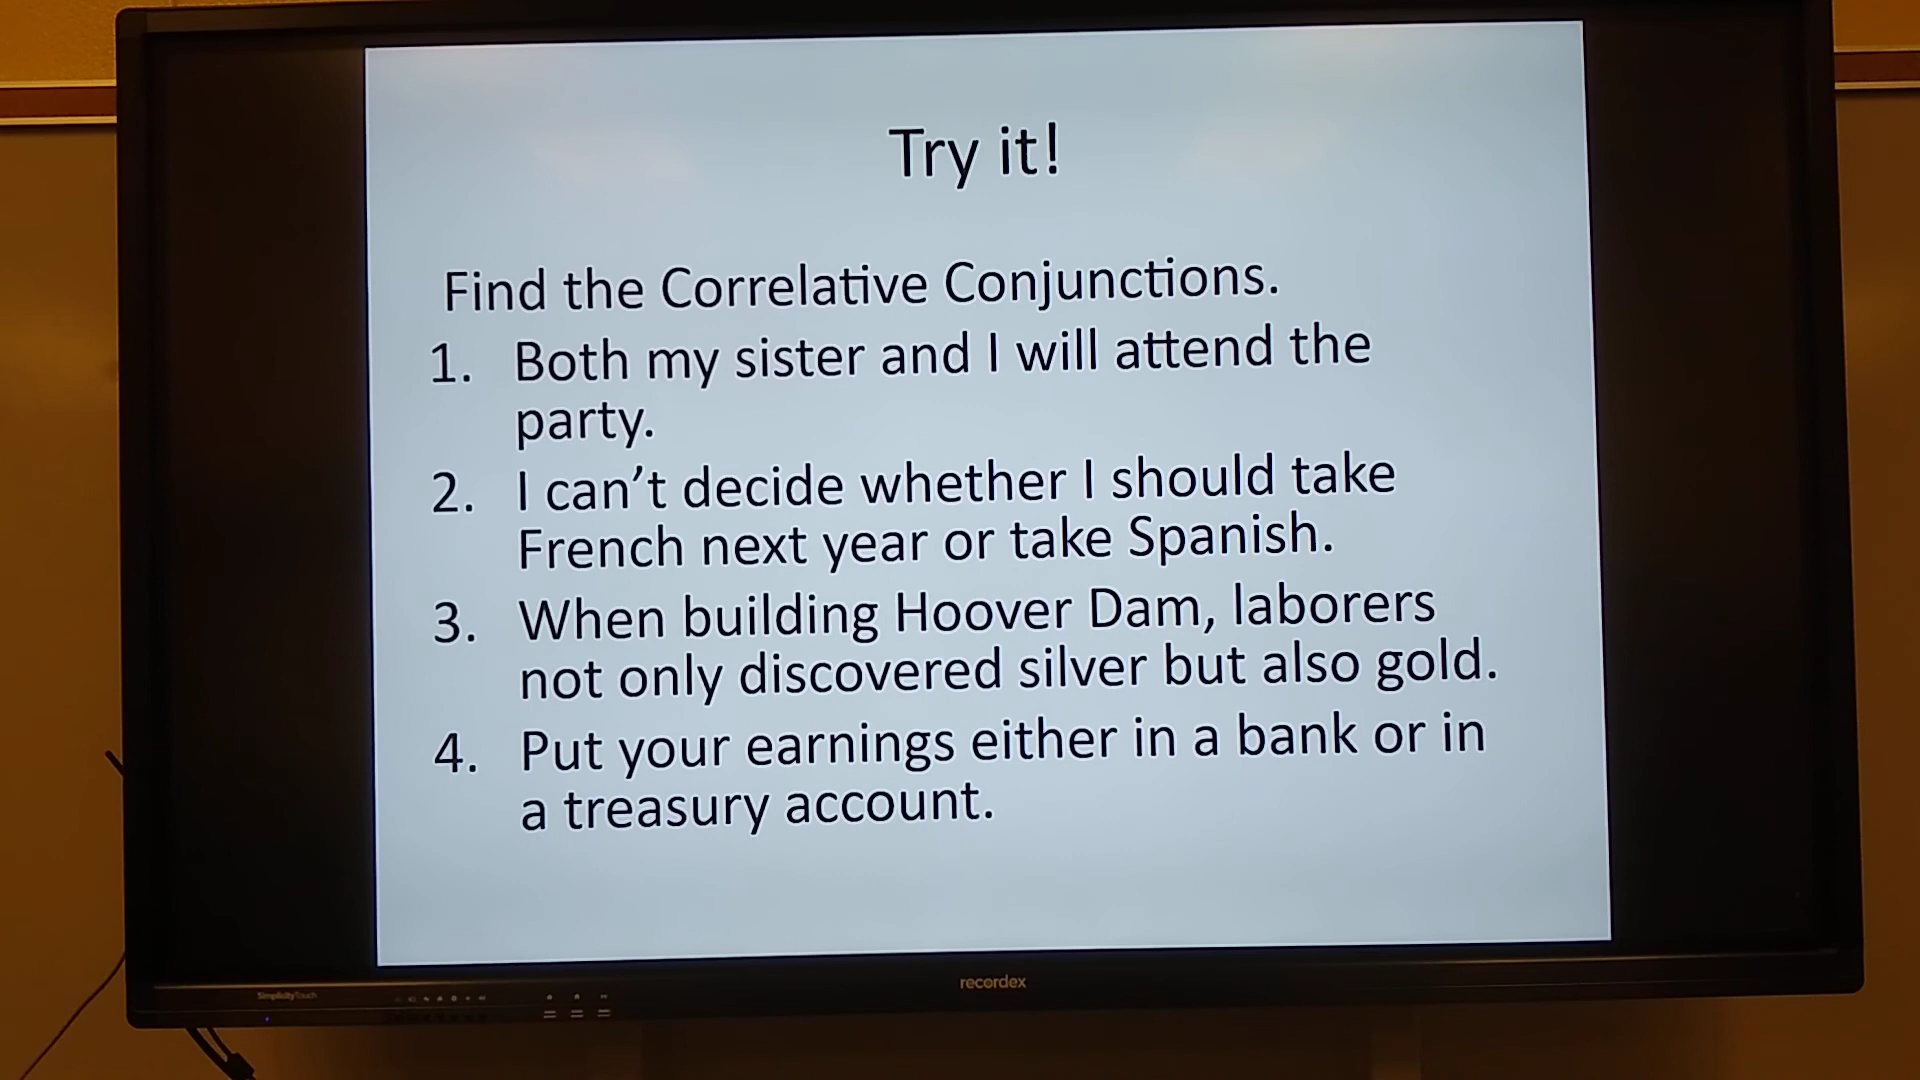 Try it!
Find the Correlative Conjunctions.
1. Both my sister and I will attend the
party.
2. I can’t decide whether I should take
French next year or take Spanish.
3. When building Hoover Dam, laborers
not only discovered silver but also gold.
4. Put your earnings either in a bank or in
a treasury account.
SimplicityTouch
recordex